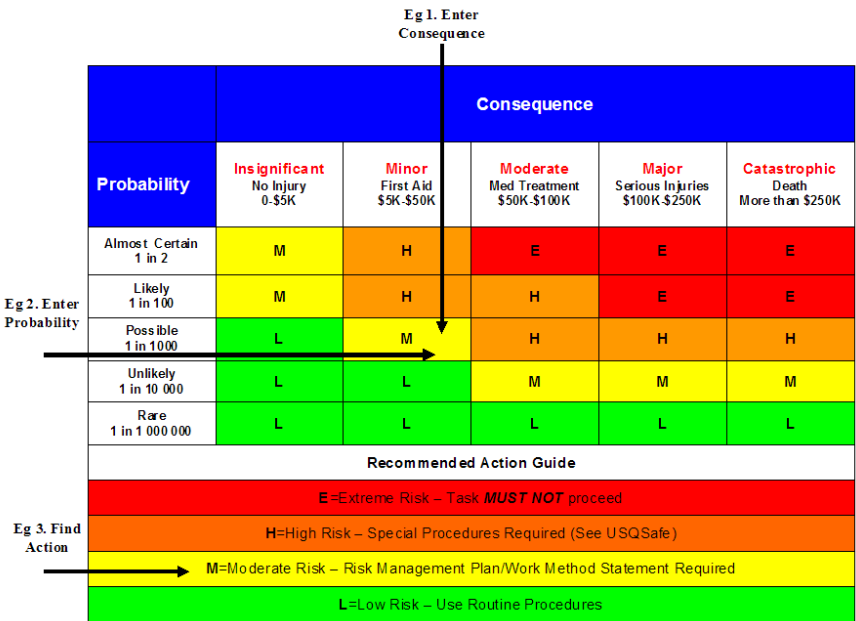 Eg 1. Enter
Consequence
Consequence
Probability
Insignificant
No Injury
0-$5K
Minor
First Aid
$5K-$50K
Moderate
Med Treatment
$50K-$100K
Major
Serious Injuries
$100K-$250K
Catastrophic
Death
More than $250K
Almost Certain
1 in 2
M
H
E
E
E
Eg 2. Enter
Probability
Likely
1 in 100
M
H
H
E
E
Possible
1 in 1000
L
M
H
H
H
Unlikely
1 in 10 000
L
L
M
M
M
Rare
1 in 1 000 000
L
L
L
L
L
Recommended Action Guide
E=Extreme Risk – Task MUST NOT proceed
Eg 3. Find
Action
H=High Risk – Special Procedures Required (See USQSafe)
M=Moderate Risk – Risk Management Plan/Work Method Statement Required
L=Low Risk – Use Routine Procedures